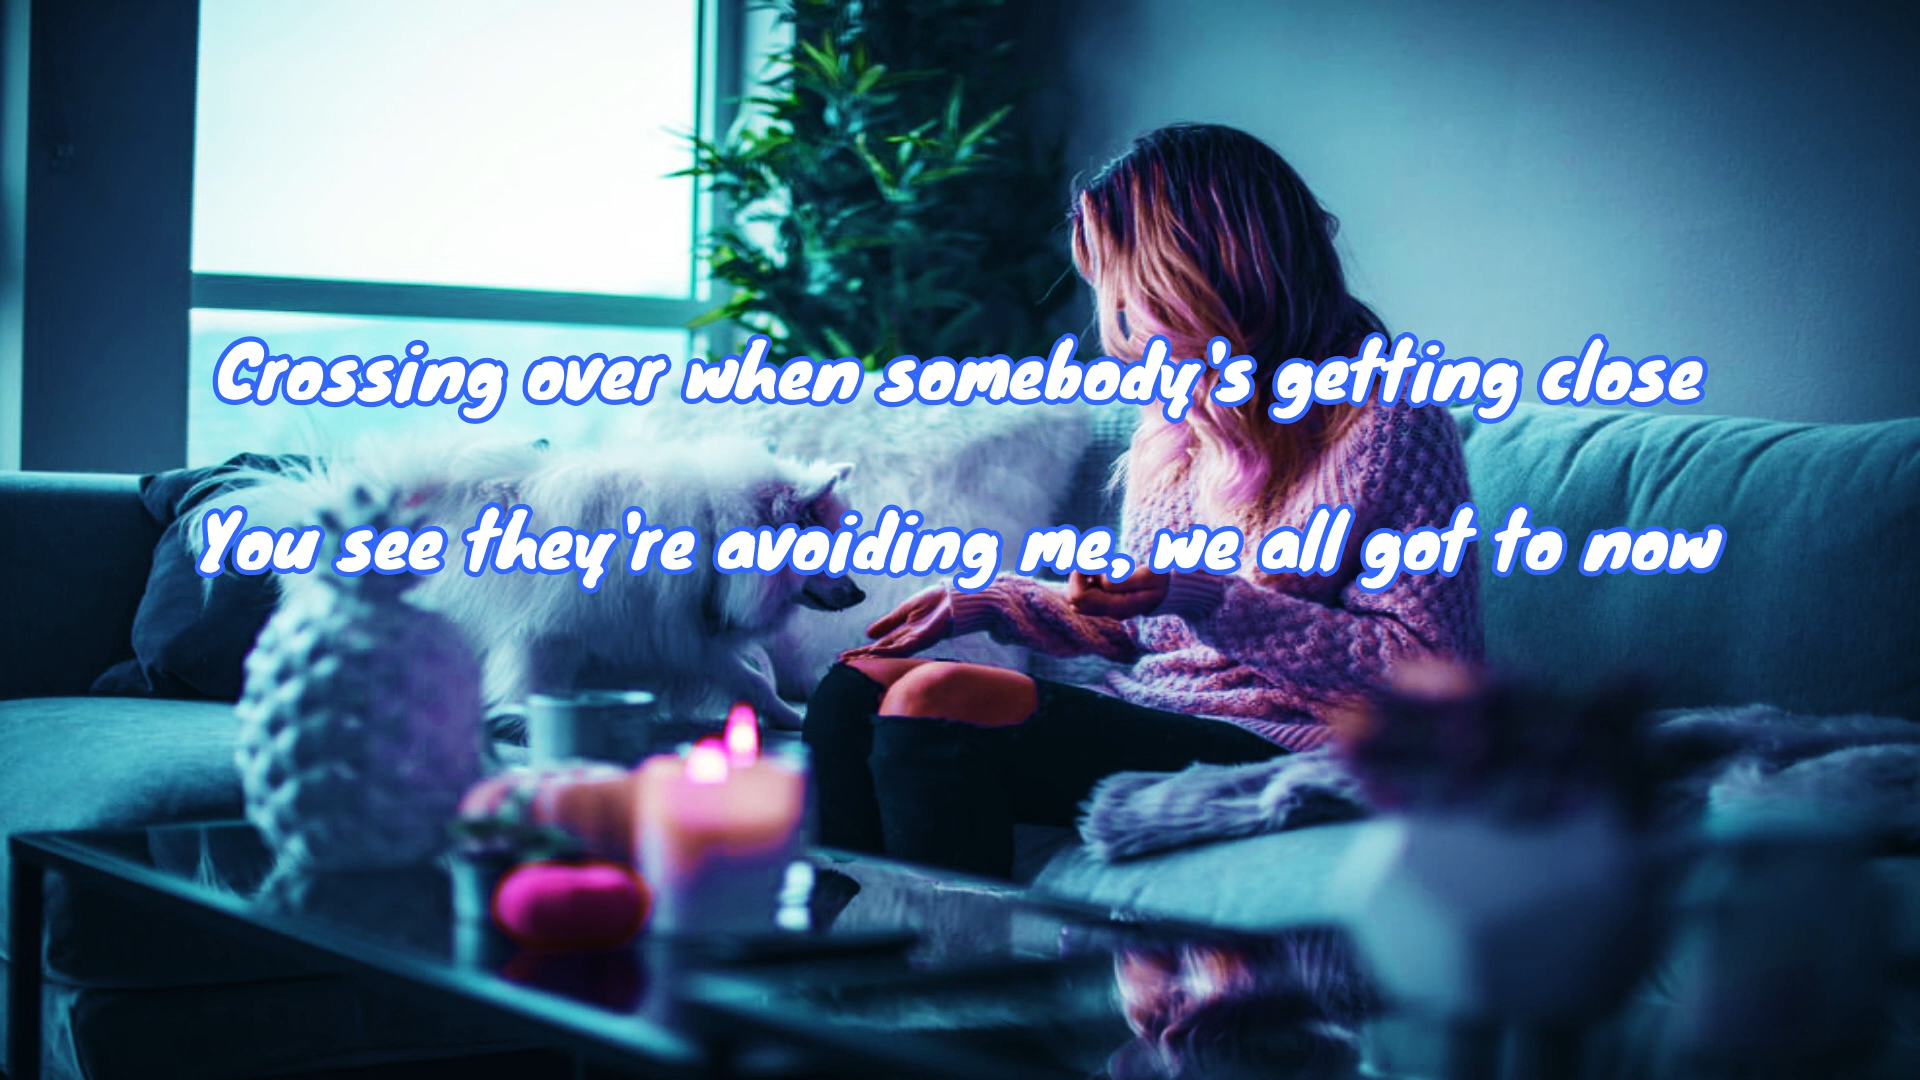 Crossing over when somebody's getting close
You see they're avoiding me, we all got to now